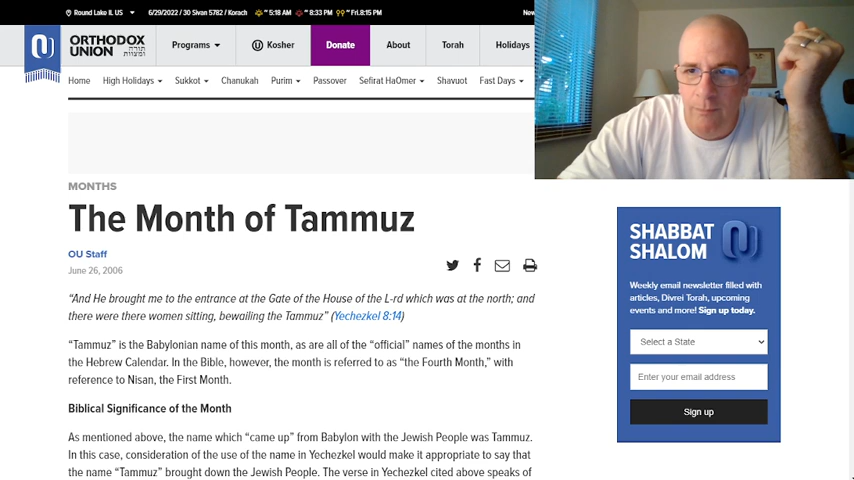 Round Lake IL US 6/29/2022 / 30 Sivan 5782 / Korach ~ 5:18 AM ~ 8:33 PM ~ Fri.8:15 PM
ORTHODOX
UNION
תורה
ומצוות
Programs Kosher Donate About Torah Holidays
Home High Holidays Sukkot Chanukah Purim Passover Sefirat HaOmer Shavuot Fast Days
MONTHS
The Month of Tammuz
OU Staff
June 26, 2006
“And He brought me to the entrance at the Gate of the House of the L-rd which was at the north; and
there were there women sitting, bewailing the Tammuz” (Yechezkel 8:14)
“Tammuz” is the Babylonian name of this month, as are all of the “official” names of the months in
the Hebrew Calendar. In the Bible, however, the month is referred to as “the Fourth Month,” with
reference to Nisan, the First Month.
Biblical Significance of the Month
As mentioned above, the name which “came up” from Babylon with the Jewish People was Tammuz.
In this case, consideration of the use of the name in Yechezkel would make it appropriate to say that
the name “Tammuz” brought down the Jewish People. The verse in Yechezkel cited above speaks of
SHABBAT
SHALOM
Weekly email newsletter filled with
articles, Divrei Torah, upcoming
events and more! Sign up today.
Select a State
Enter your email address
Sign up